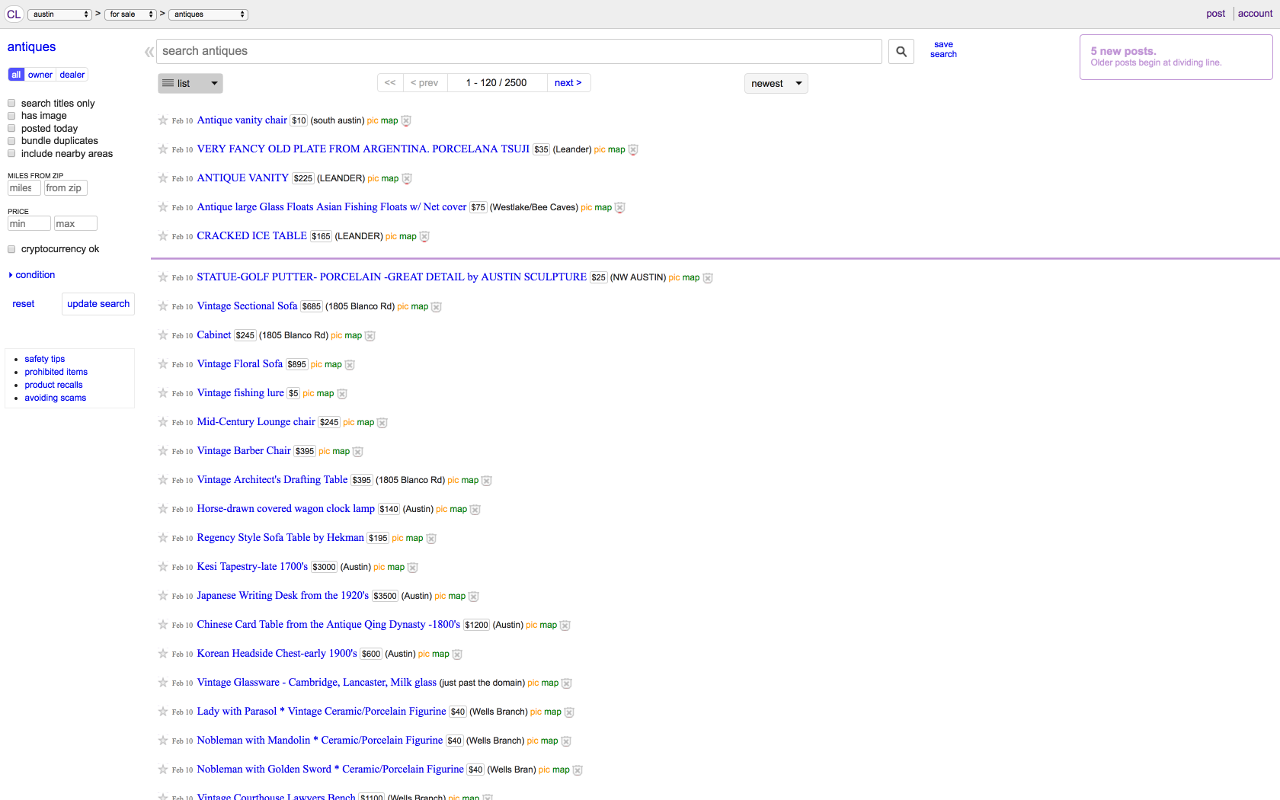 CL austin > for sale > antiques post account
antiques
all owner dealer
search titles only
has image
posted today
bundle duplicates
include nearby areas
MILES FROM ZIP
miles from zip
PRICE
min max
cryptocurrency ok
condition
reset update search
safety tips
prohibited items
product recalls
avoiding scams
search antiques
save search
5 new posts.
Older posts begin at dividing line.
list << < prev 1 - 120 / 2500 next > newest
Feb 10 Antique vanity chair $10 (south austin) pic map
Feb 10 VERY FANCY OLD PLATE FROM ARGENTINA. PORCELANA TSUJI $35 (Leander) pic map
Feb 10 ANTIQUE VANITY $225 (LEANDER) pic map
Feb 10 Antique large Glass Floats Asian Fishing Floats w/ Net cover $75 (Westlake/Bee Caves) pic map
Feb 10 CRACKED ICE TABLE $165 (LEANDER) pic map
Feb 10 STATUE-GOLF PUTTER- PORCELAIN -GREAT DETAIL by AUSTIN SCULPTURE $25 (NW AUSTIN) pic map
Feb 10 Vintage Sectional Sofa $685 (1805 Blanco Rd) pic map
Feb 10 Cabinet $245 (1805 Blanco Rd) pic map
Feb 10 Vintage Floral Sofa $895 pic map
Feb 10 Vintage fishing lure $5 pic map
Feb 10 Mid-Century Lounge chair $245 pic map
Feb 10 Vintage Barber Chair $395 pic map
Feb 10 Vintage Architect's Drafting Table $395 (1805 Blanco Rd) pic map
Feb 10 Horse-drawn covered wagon clock lamp $140 (Austin) pic map
Feb 10 Regency Style Sofa Table by Hekman $195 pic map
Feb 10 Kesi Tapestry-late 1700's $3000 (Austin) pic map
Feb 10 Japanese Writing Desk from the 1920's $3500 (Austin) pic map
Feb 10 Chinese Card Table from the Antique Qing Dynasty -1800's $1200 (Austin) pic map
Feb 10 Korean Headside Chest-early 1900's $600 (Austin) pic map
Feb 10 Vintage Glassware - Cambridge, Lancaster, Milk glass (just past the domain) pic map
Feb 10 Lady with Parasol * Vintage Ceramic/Porcelain Figurine $40 (Wells Branch) pic map
Feb 10 Nobleman with Mandolin * Ceramic/Porcelain Figurine $40 (Wells Branch) pic map
Feb 10 Nobleman with Golden Sword * Ceramic/Porcelain Figurine $40 (Wells Bran) pic map
Feb 10 Vintage Courthouse Lawyers Bench $1100 (Wells Branch) pic map